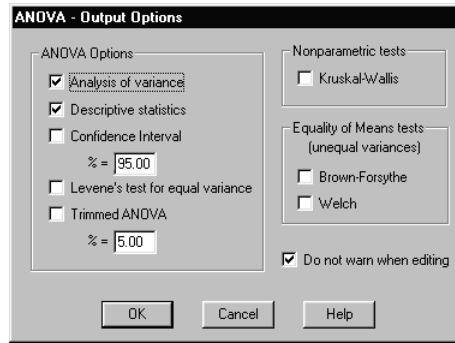 ANOVA - Output Options
ANOVA Options
Analysis of variance
Descriptive statistics
Confidence Interval
% = 95.00
Levene's test for equal variance
Trimmed ANOVA
% = 5.00
Nonparametric tests
Kruskal-Wallis
Equality of Means tests
(unequal variances)
Brown-Forsythe
Welch
Do not warn when editing
OK
Cancel
Help